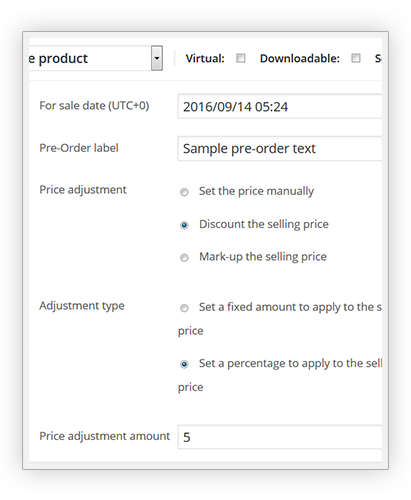 e product Virtual: Downloadable: S
For sale date (UTC+0) 2016/09/14 05:24
Pre-Order label Sample pre-order text
Price adjustment Set the price manually
Discount the selling price
Mark-up the selling price
Adjustment type Set a fixed amount to apply to the s
price
Set a percentage to apply to the sell
price
Price adjustment amount 5